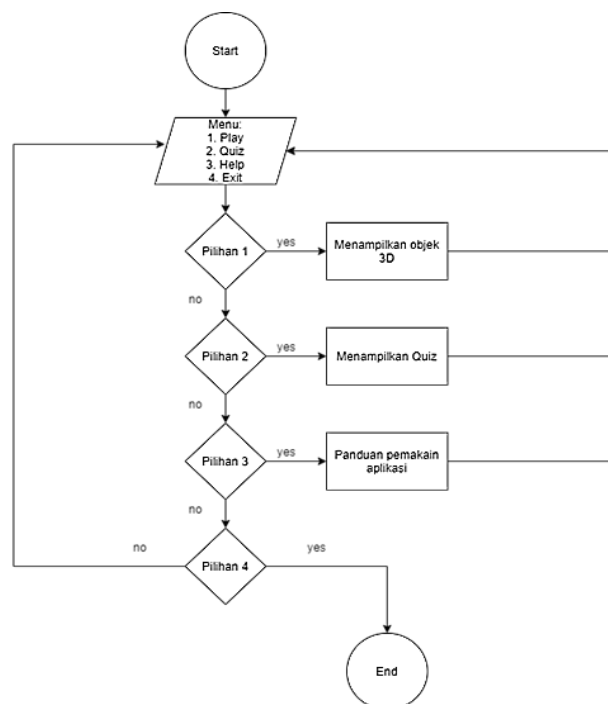 Start
Menu:
1. Play
2. Quiz
3. Help
4. Exit
Pilihan 1
yes
Menampilkan objek
3D
no
Pilihan 2
yes
Menampilkan Quiz
no
Pilihan 3
yes
Panduan pemakain
aplikasi
no
no
Pilihan 4
yes
End